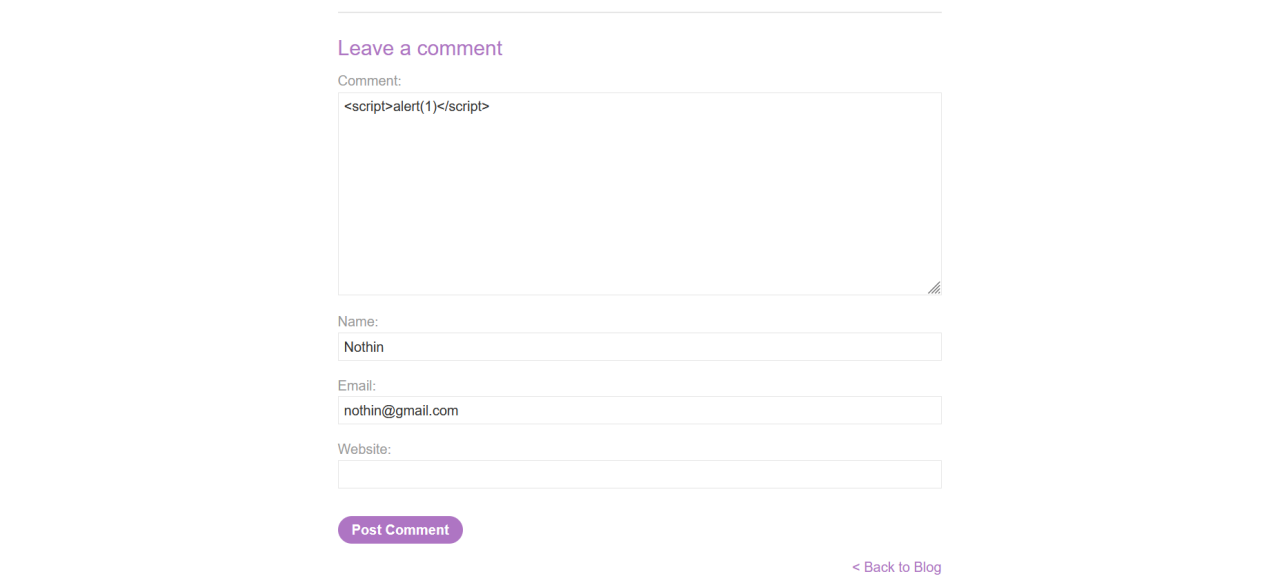 Leave a comment
Comment:
<script>alert(1)</script>
Name:
Nothin
Email:
nothin@gmail.com
Website:
Post Comment
< Back to Blog